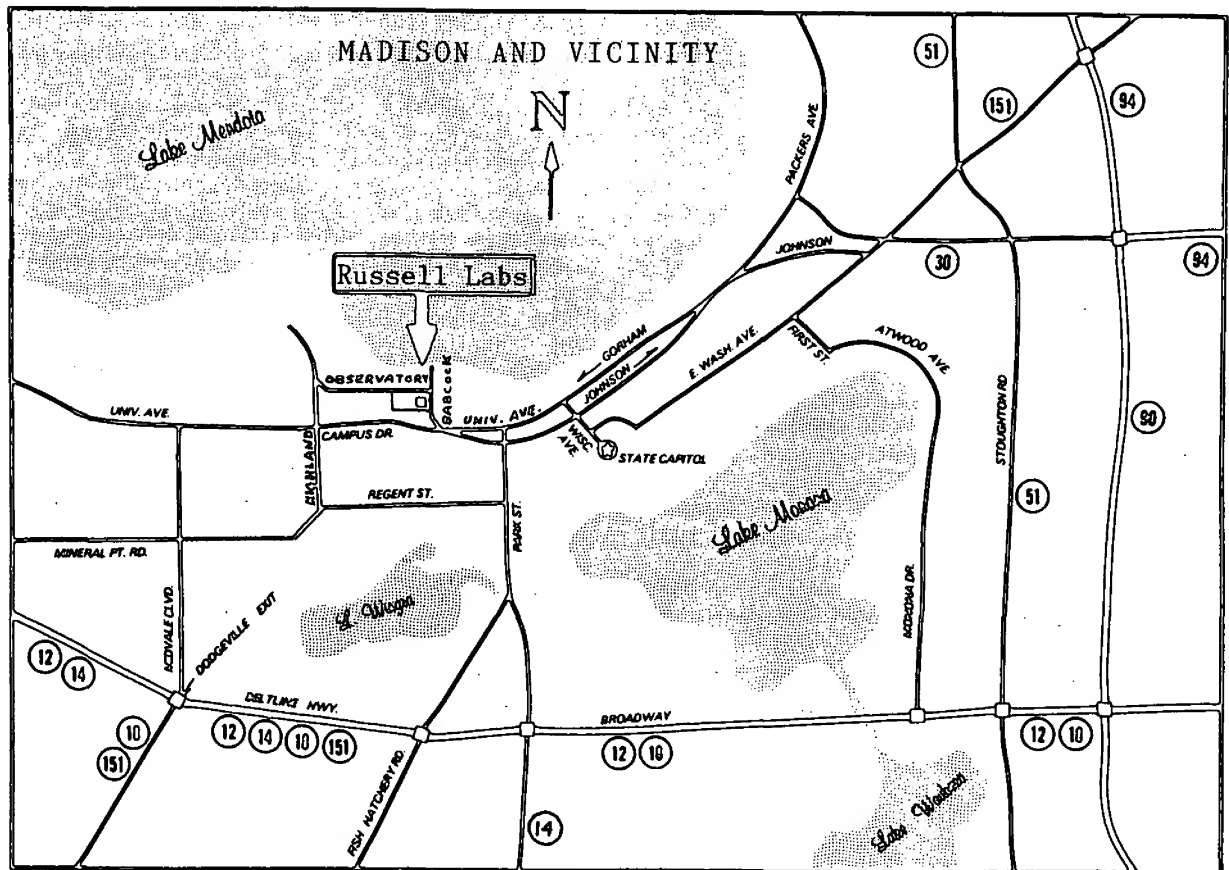 MADISON AND VICINITY
N
Lake Mendota
51
151
94
PACKERS AVE
JOHNSON
30
94
Russell Labs
GORHAM
JOHNSON
E. WASH. AVE.
FIRST ST.
ATWOOD AVE
OBSERVATORY
BABCOCK
UNIV. AVE.
UNIV. AVE.
CAMPUS DR.
WISC. AVE
STATE CAPITOL
HIGHLAND
STOUGHTON RD
90
REGENT ST.
PARK ST.
51
Lake Monona
MINERAL PT. RD.
L. Wingra
MONONA DR.
DODGEVILLE EXIT
12
14
HWY.
BROADWAY
18
151
12
14
18
151
12
18
12
18
FISH HATCHERY RD.
14
Lake Waubesa